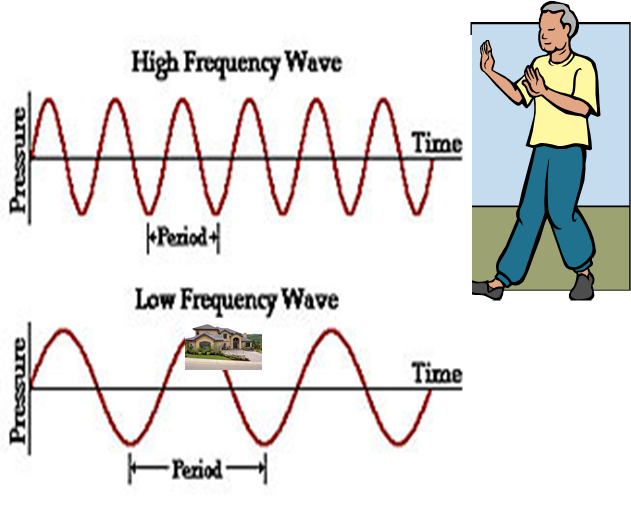 High Frequency Wave
Pressure
Time
Period
Low Frequency Wave
Pressure
Time
Period